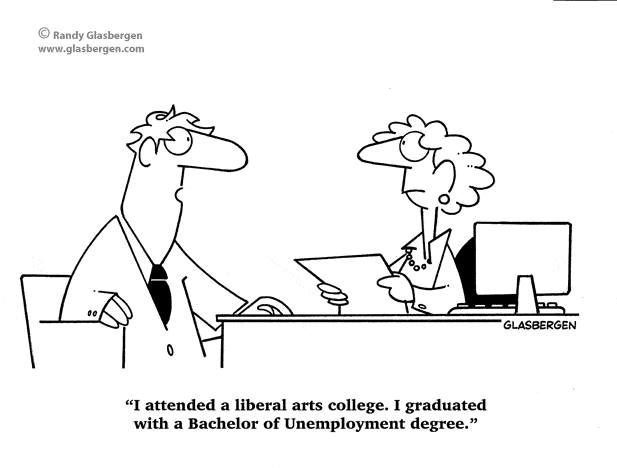 © Randy Glasbergen
www.glasbergen.com
GLASBERGEN
“I attended a liberal arts college. I graduated
with a Bachelor of Unemployment degree.”